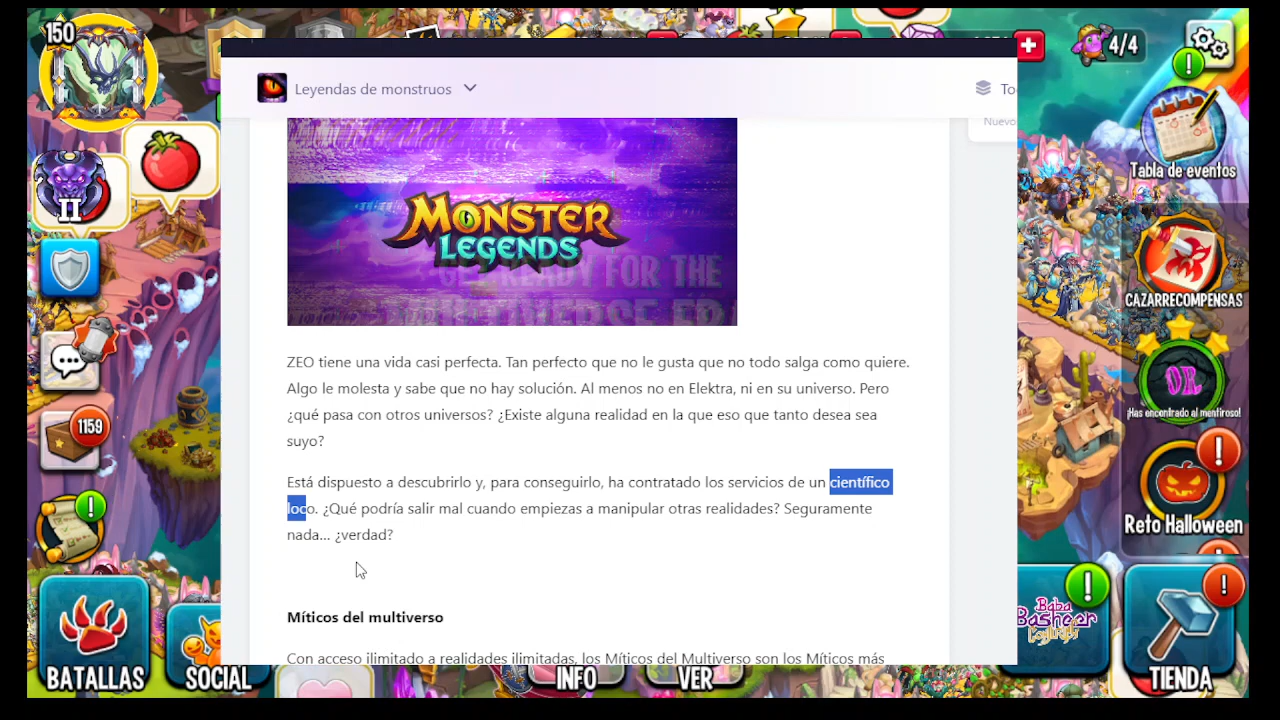 150
4/4
Leyendas de monstruos
Nuevo
Tabla de eventos
MONSTER
LEGENDS
READY FOR THE
II
CAZARRECOMPENSAS
ZEO tiene una vida casi perfecta. Tan perfecto que no le gusta que no todo salga como quiere.
Algo le molesta y sabe que no hay solución. Al menos no en Elektra, ni en su universo. Pero
¿qué pasa con otros universos? ¿Existe alguna realidad en la que eso que tanto desea sea
suyo?
¡Has encontrado al mentiroso!
1159
Está dispuesto a descubrirlo y, para conseguirlo, ha contratado los servicios de un científico
loco. ¿Qué podría salir mal cuando empiezas a manipular otras realidades? Seguramente
nada... ¿verdad?
Reto Halloween
Míticos del multiverso
Con acceso ilimitado a realidades ilimitadas, los Míticos del Multiverso son los Míticos más
BATALLAS
SOCIAL
INFO
VER
TIENDA